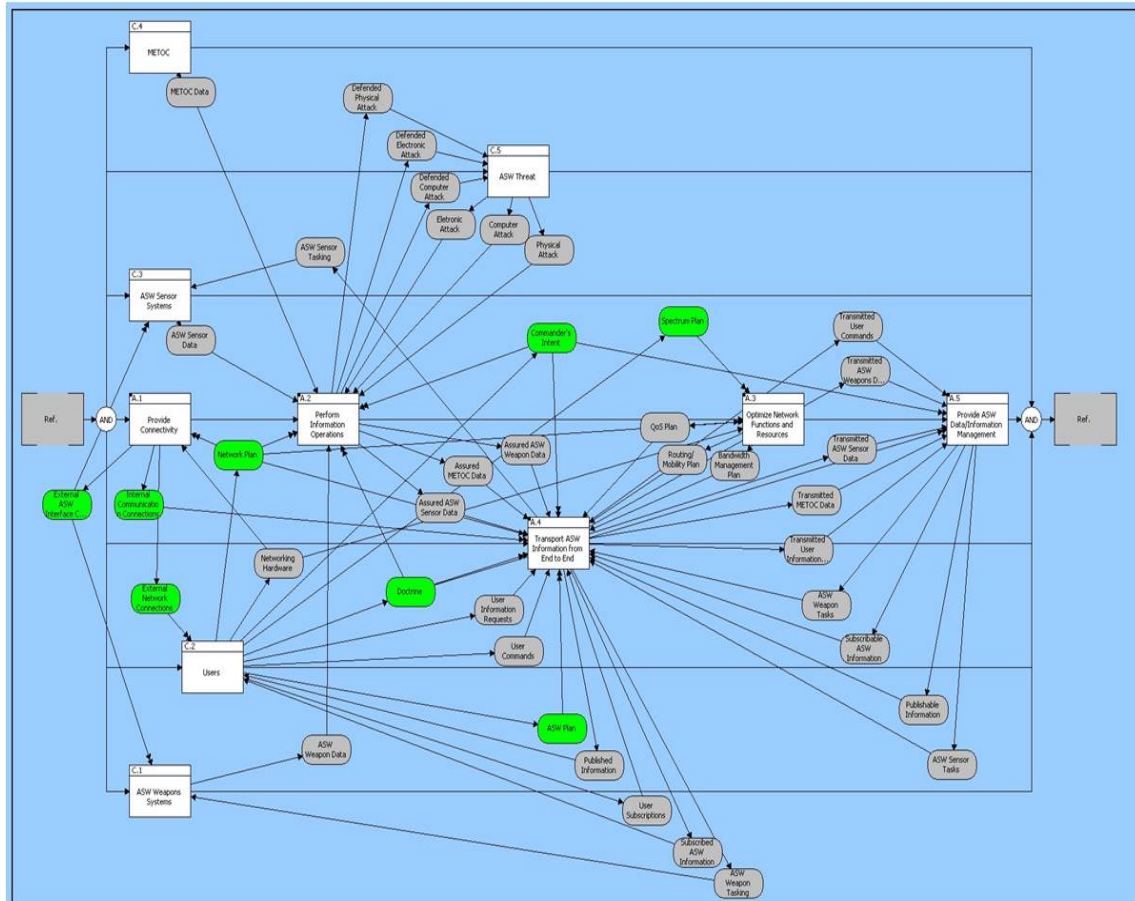 C.4
METOC
METOC Data
Defended
Physical
Attack
Defended
Electronic
Attack
C.5
ASW Threat
Defended
Computer
Attack
Eletronic
Attack
Computer
Attack
Physical
Attack
ASW Sensor
Tasking
C.3
ASW Sensor
Systems
ASW Sensor
Data
Commander's
Intent
Spectrum Plan
Transmitted
User
Commands
Transmitted
ASW
Weapons D...
Ref.
AND
A.1
Provide
Connectivity
A.2
Perform
Information
Operations
A.3
Optimize Network
Functions and
Resources
A.5
Provide ASW
Data/Information
Management
AND
Ref.
QoS Plan
Network Plan
Assured ASW
Weapon Data
Assured
METOC Data
Routing/
Mobility Plan
Bandwidth
Management
Plan
Transmitted
ASW Sensor
Data
External
ASW
Interface C...
Internal
Communicatio
n Connections
Assured ASW
Sensor Data
Transmitted
METOC Data
A.4
Transport ASW
Information from
End to End
Transmitted
User
Information...
Networking
Hardware
External
Network
Connections
Doctrine
User
Information
Requests
ASW
Weapon
Tasks
User
Commands
Subscribable
ASW
Information
C.2
Users
Publishable
Information
ASW Plan
ASW
Weapon Data
Published
Information
ASW Sensor
Tasks
C.1
ASW Weapons
Systems
User
Subscriptions
Subscribed
ASW
Information
ASW
Weapon
Tasking